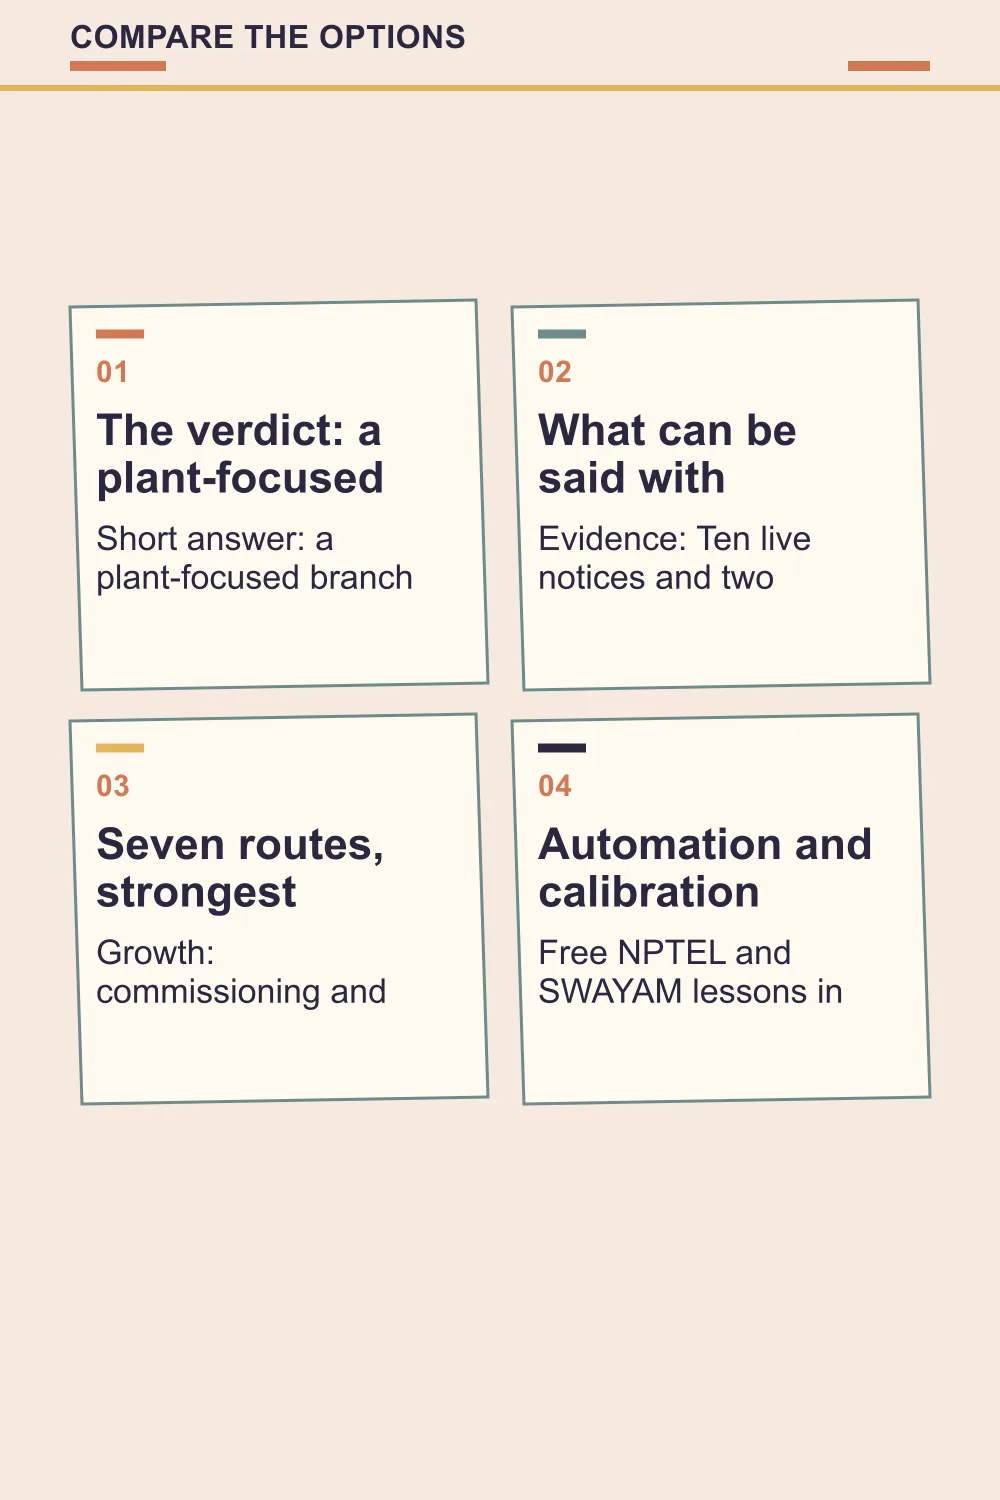 COMPARE THE OPTIONS
01
The verdict: a
plant-focused
Short answer: a
plant-focused branch
02
What can be
said with
Evidence: Ten live
notices and two
03
Seven routes,
strongest
Growth:
commissioning and
04
Automation and
calibration
Free NPTEL and
SWAYAM lessons in